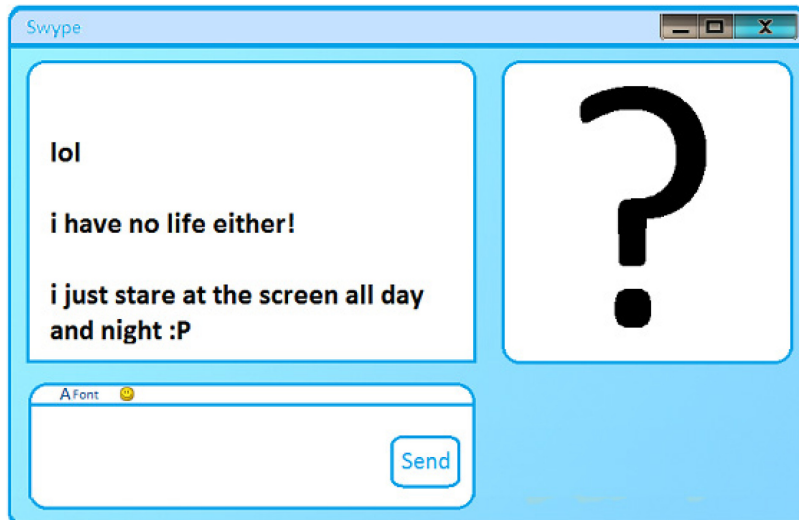 Swype
lol
i have no life either!
i just stare at the screen all day
and night :P
?
A Font
Send